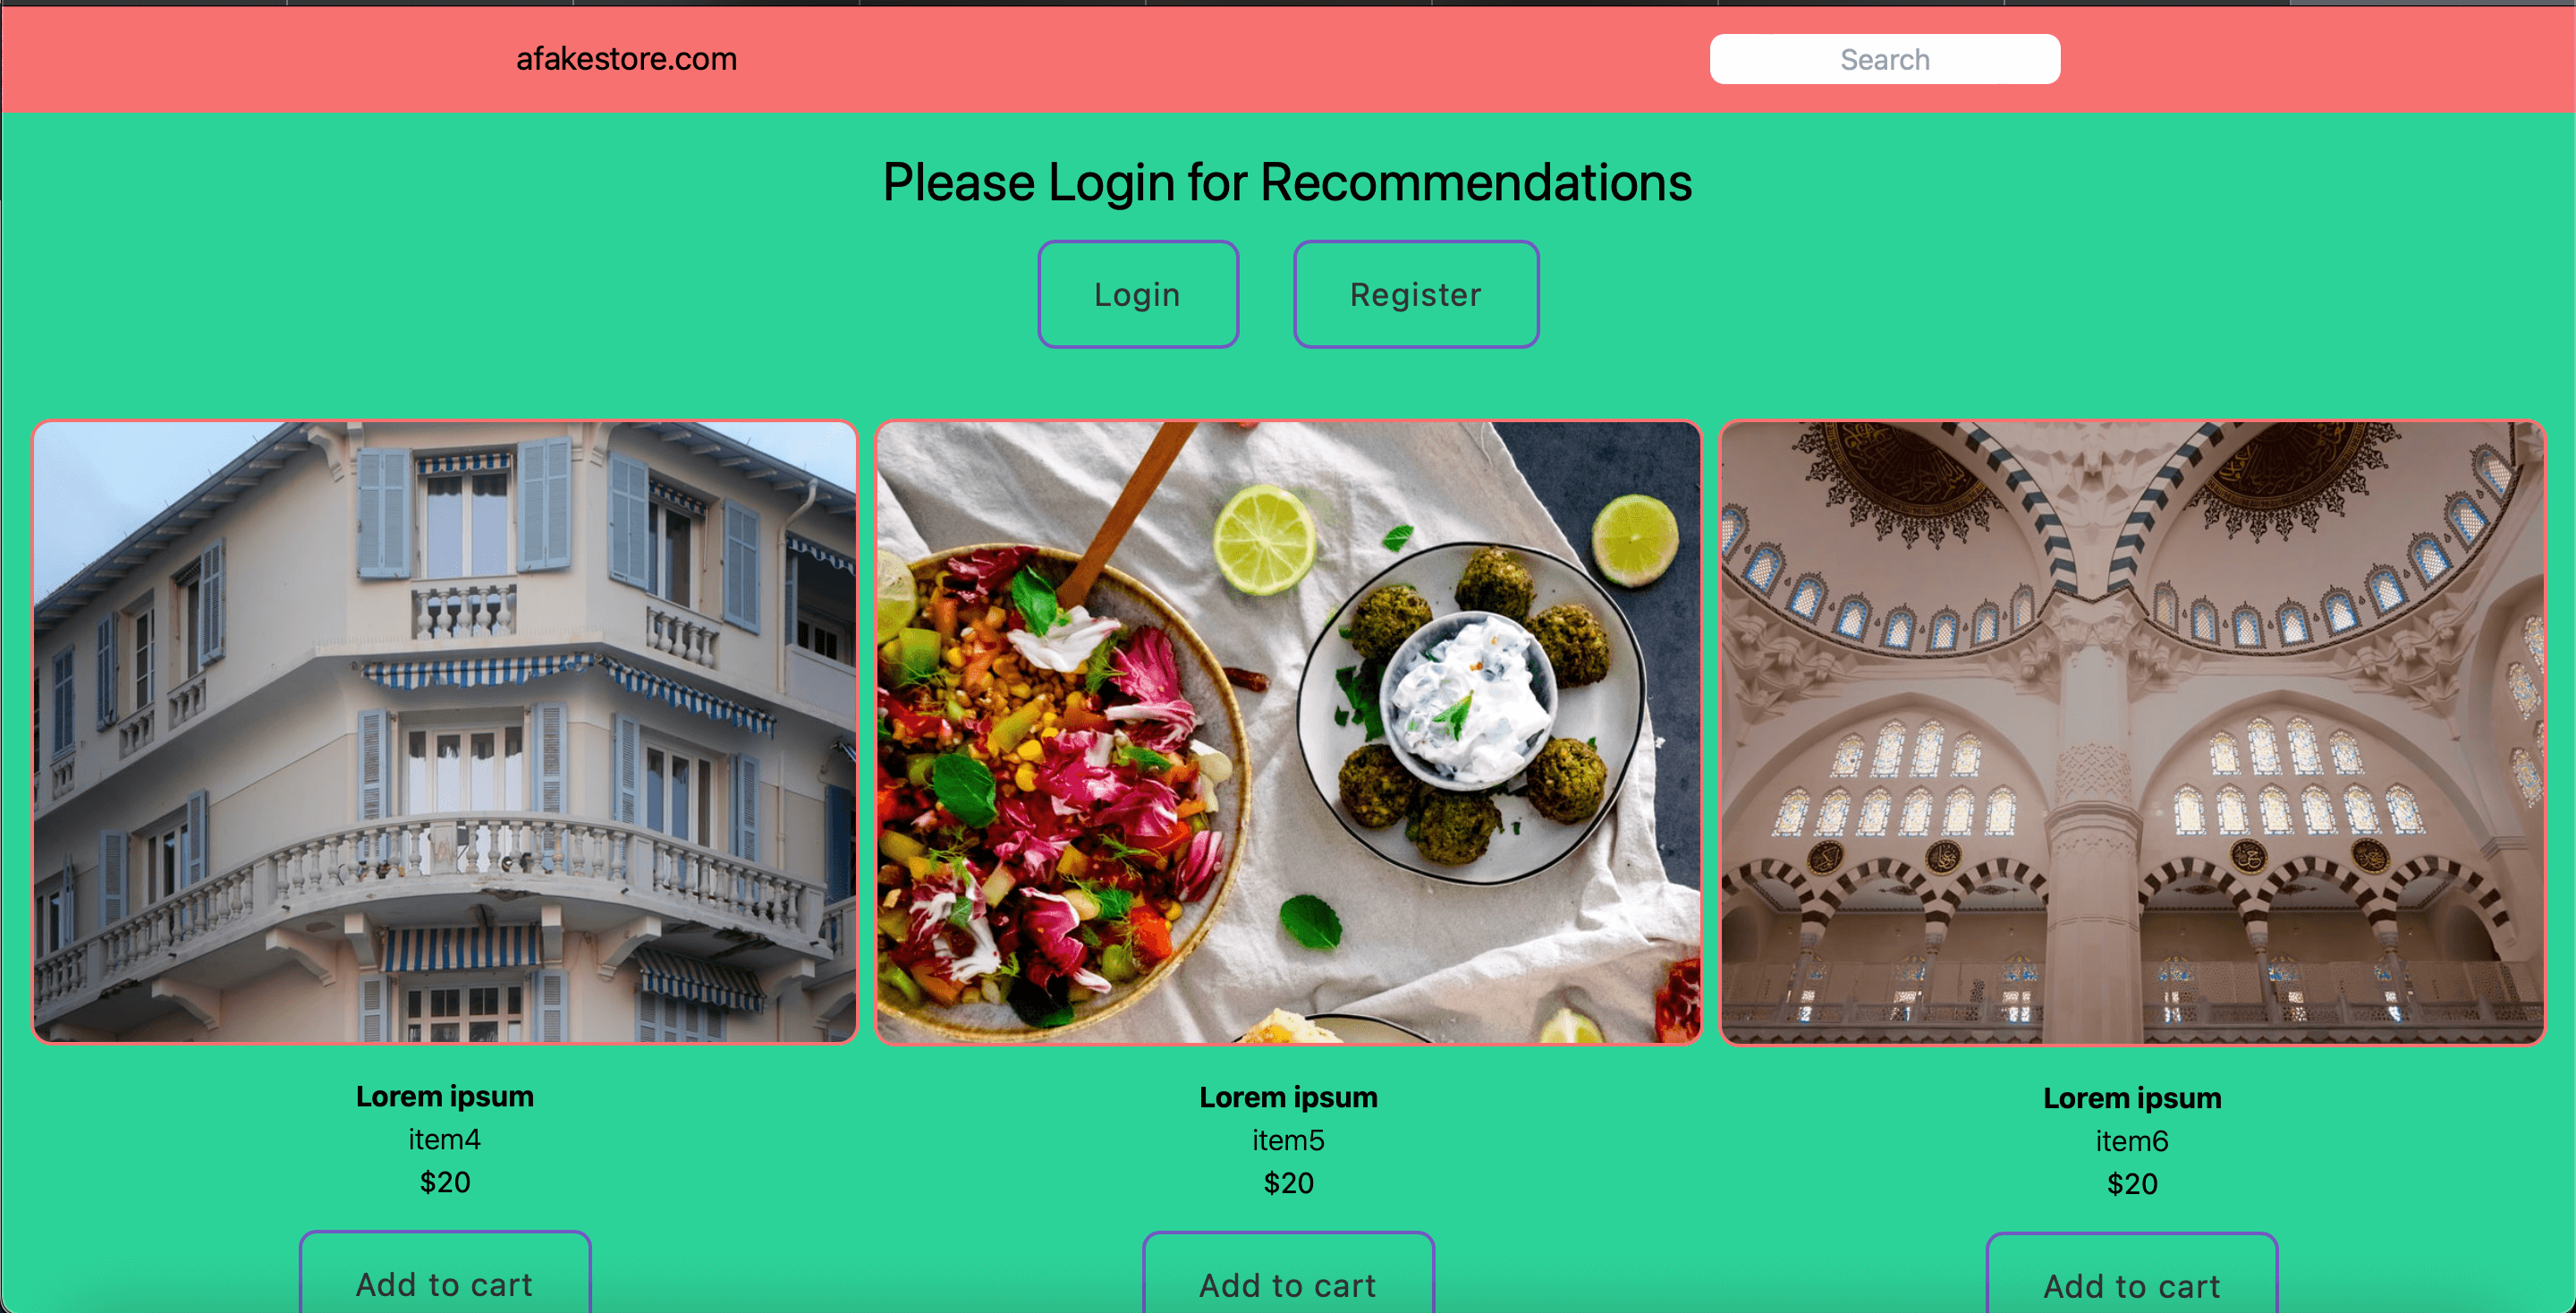 afakestore.com
Search
Please Login for Recommendations
Login
Register
Lorem ipsum
item4
$20
Add to cart
Lorem ipsum
item5
$20
Add to cart
Lorem ipsum
item6
$20
Add to cart